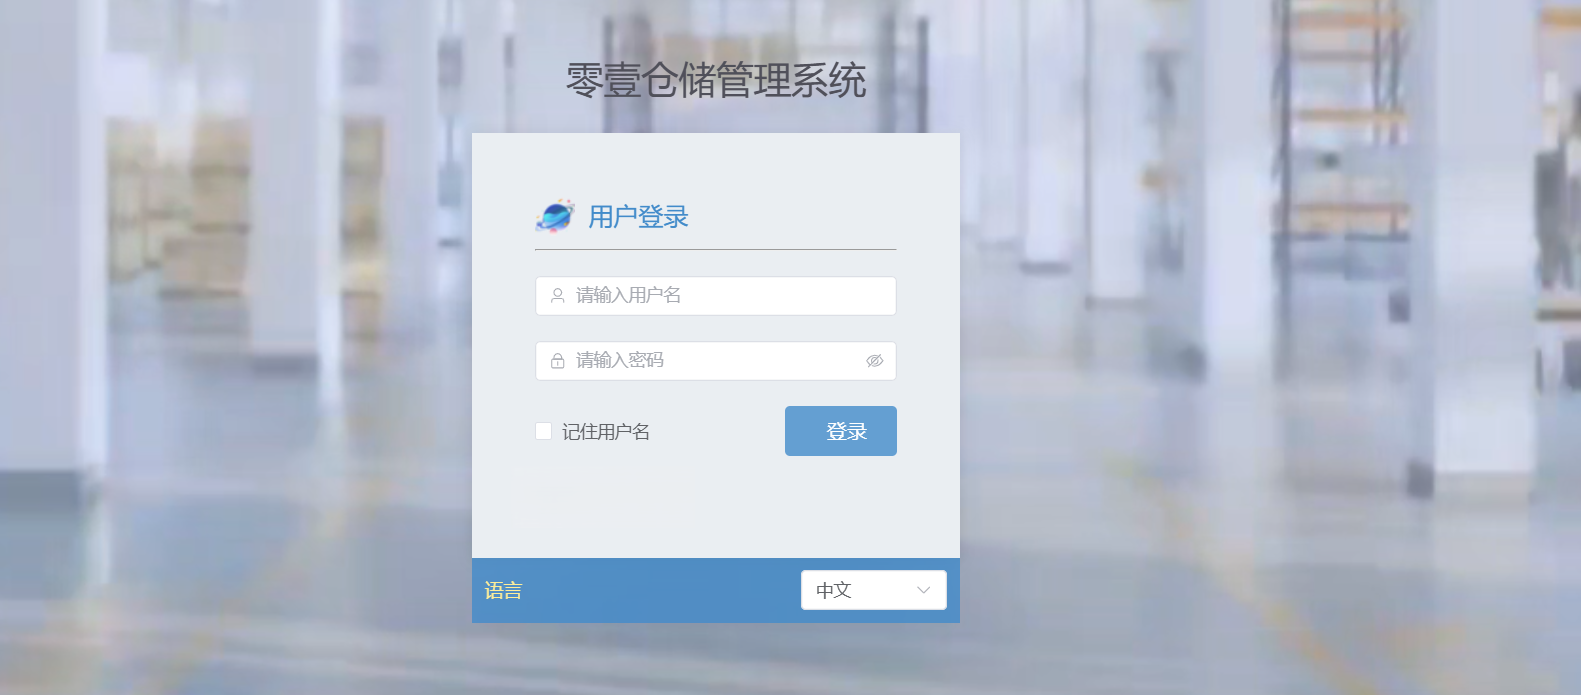 零壹仓储管理系统
用户登录
请输入用户名
请输入密码
记住用户名
登录
语言
中文